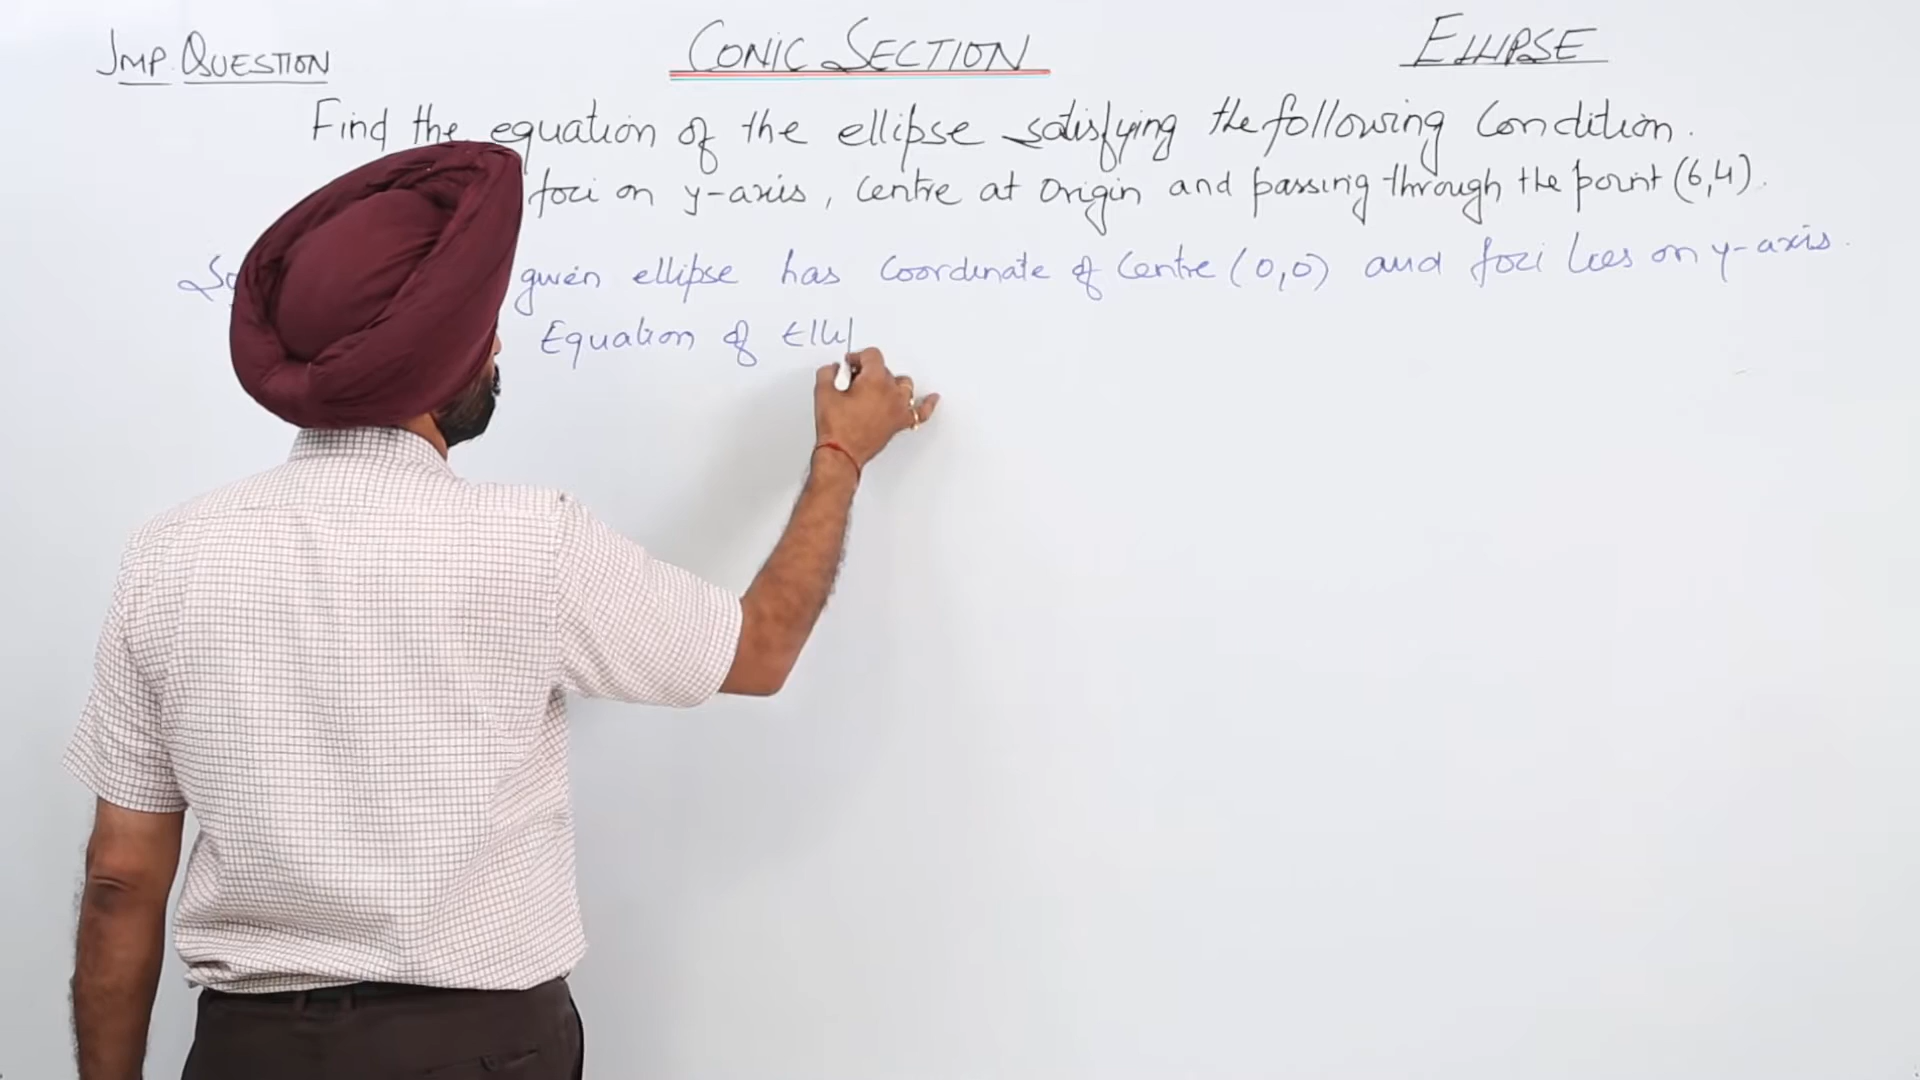 IMP. QUESTION
CONIC SECTION
ELLIPSE
Find the equation of the ellipse satisfying the following condition.
foci on y-axis, centre at origin and passing through the point (6,4).
given ellipse has coordinate of centre (0,0) and foci lies on y-axis.
Equation of Ellip